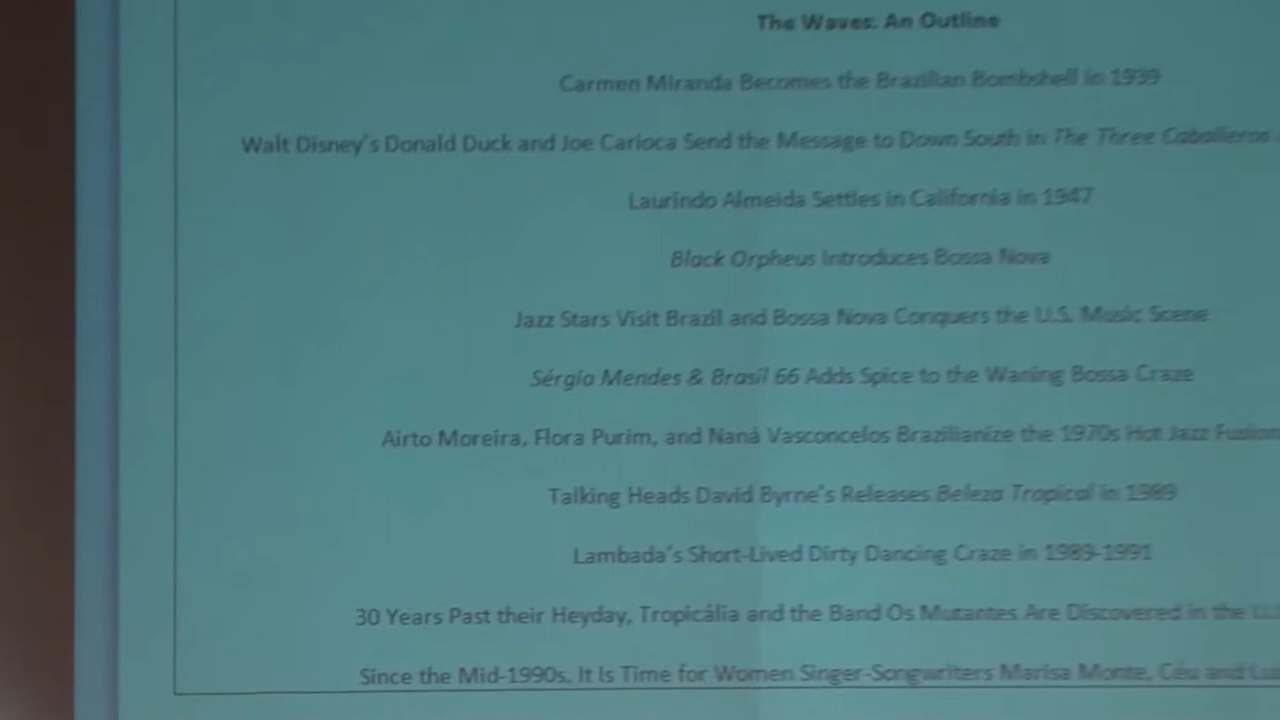 The Waves: An Outline
Carmen Miranda Becomes the Brazilian Bombshell in 1939
Walt Disney's Donald Duck and Joe Carioca Send the Message to Down South in The Three Caballeros
Laurindo Almeida Settles in California in 1947
Black Orpheus Introduces Bossa Nova
Jazz Stars Visit Brazil and Bossa Nova Conquers the U.S. Music Scene
Sérgio Mendes & Brasil 66 Adds Spice to the Waning Bossa Craze
Airto Moreira, Flora Purim, and Naná Vasconcelos Brazilianize the 1970s Hot Jazz Fusion
Talking Heads David Byrne's Releases Beleza Tropical in 1989
Lambada's Short-Lived Dirty Dancing Craze in 1989-1991
30 Years Past their Heyday, Tropicália and the Band Os Mutantes Are Discovered in the
Since the Mid-1990s. It Is Time for Women Singer-Songwriters Marisa Monte, Céu and